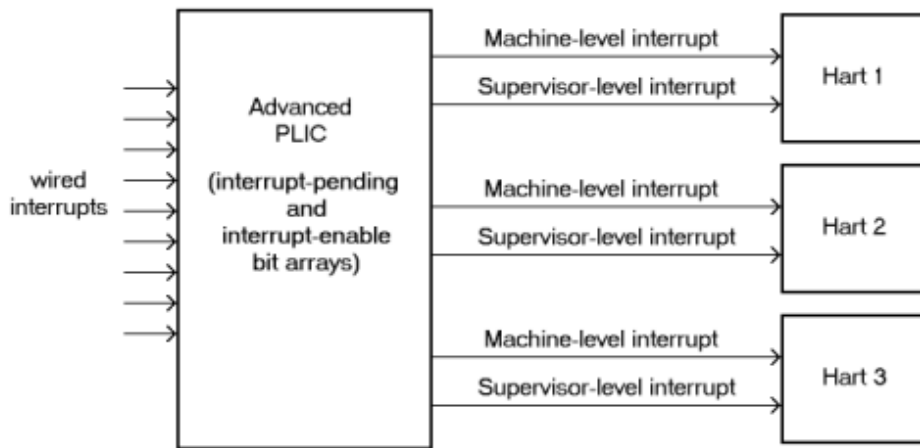 wired
interrupts
Advanced
PLIC
(interrupt-pending
and
interrupt-enable
bit arrays)
Machine-level interrupt
Supervisor-level interrupt
Hart 1
Machine-level interrupt
Supervisor-level interrupt
Hart 2
Machine-level interrupt
Supervisor-level interrupt
Hart 3